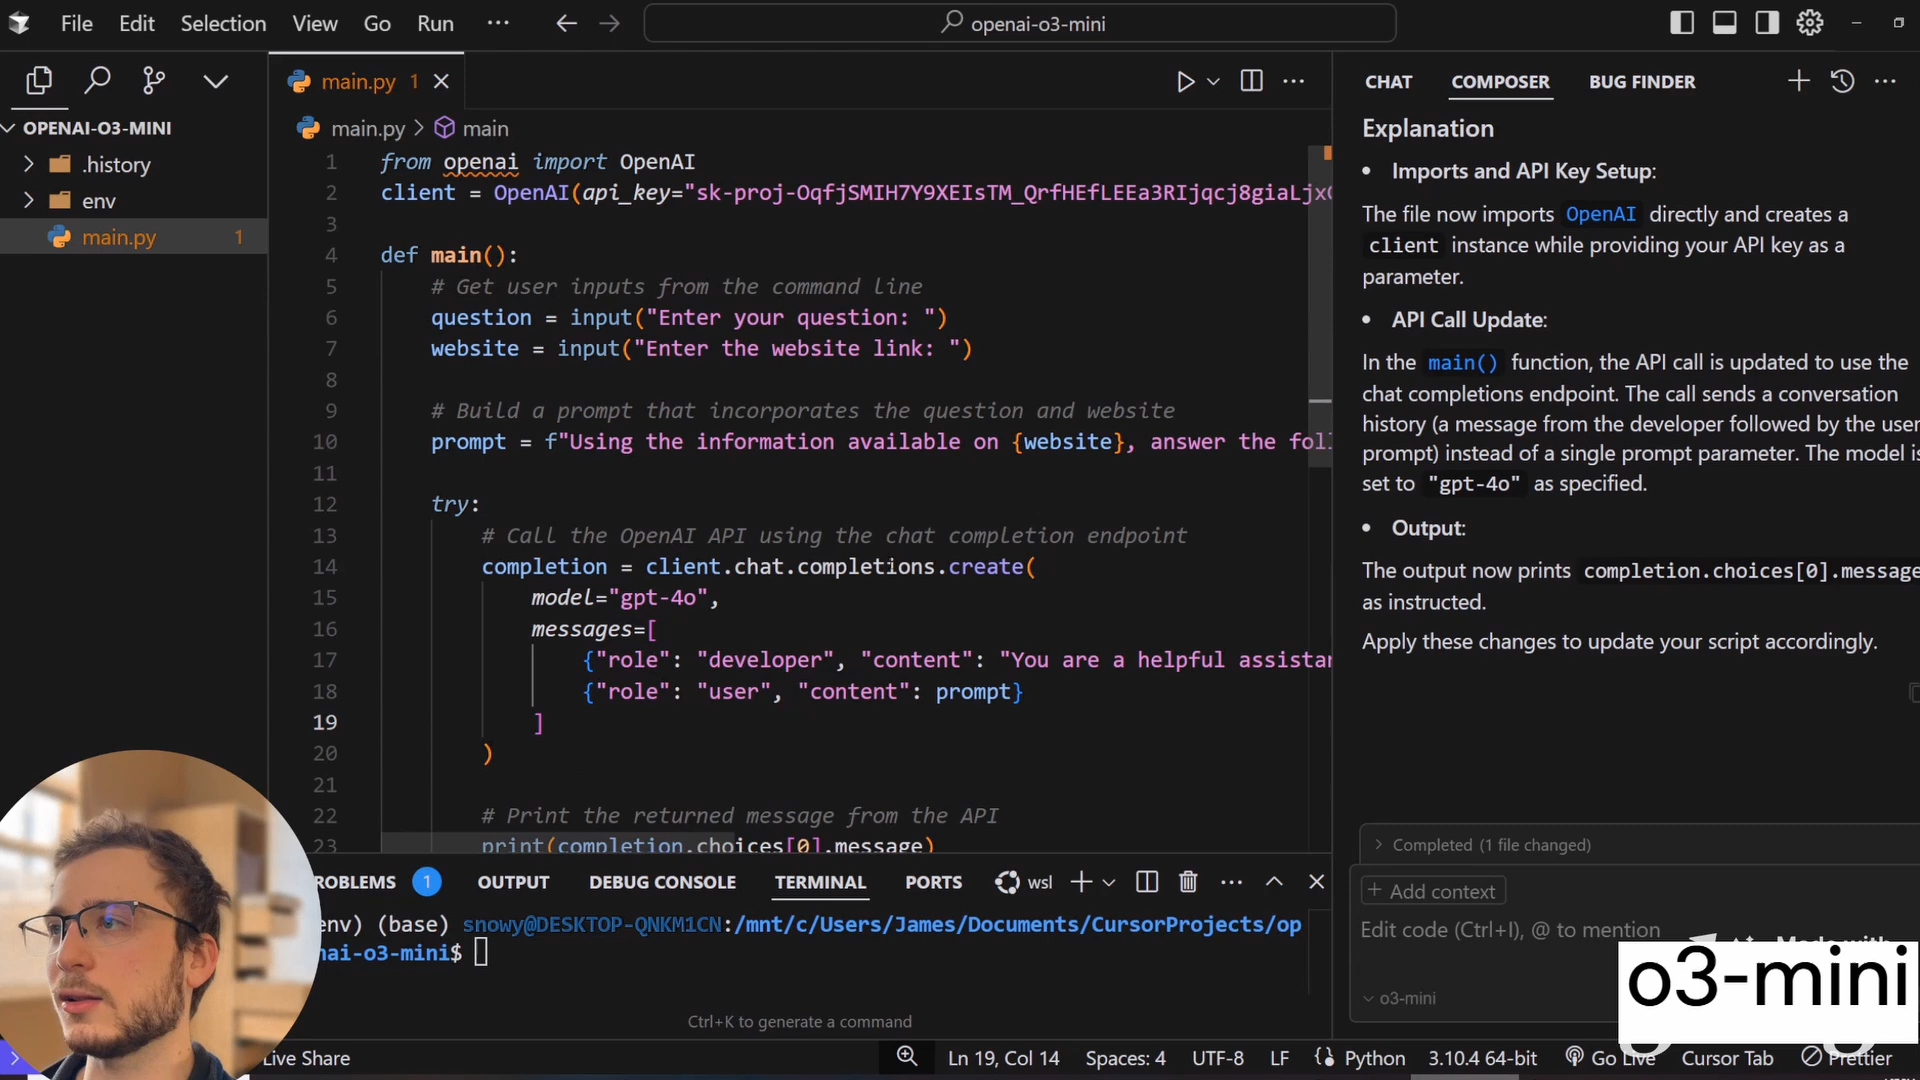 File Edit Selection View Go Run ··· openai-o3-mini
main.py 1
CHAT COMPOSER BUG FINDER
OPENAI-O3-MINI
.history
env
main.py 1
main.py > main
1 from openai import OpenAI
2 client = OpenAI(api_key="sk-proj-OqfjSMIH7Y9XEIsTM_QrfHEfLEEa3RIjqcj8giaLjx
3
4 def main():
5 # Get user inputs from the command line
6 question = input("Enter your question: ")
7 website = input("Enter the website link: ")
8
9 # Build a prompt that incorporates the question and website
10 prompt = f"Using the information available on {website}, answer the fol
11
12 try:
13 # Call the OpenAI API using the chat completion endpoint
14 completion = client.chat.completions.create(
15 model="gpt-4o",
16 messages=[
17 {"role": "developer", "content": "You are a helpful assistan
18 {"role": "user", "content": prompt}
19 ]
20 )
21
22 # Print the returned message from the API
23 print(completion.choices[0].message)
Explanation
• Imports and API Key Setup:
The file now imports OpenAI directly and creates a
client instance while providing your API key as a
parameter.
• API Call Update:
In the main() function, the API call is updated to use the
chat completions endpoint. The call sends a conversation
history (a message from the developer followed by the user
prompt) instead of a single prompt parameter. The model is
set to "gpt-4o" as specified.
• Output:
The output now prints completion.choices[0].message
as instructed.
Apply these changes to update your script accordingly.
> Completed (1 file changed)
+ Add context
Edit code (Ctrl+I), @ to mention
o3-mini
o3-mini
ROBLEMS 1 OUTPUT DEBUG CONSOLE TERMINAL PORTS wsl
env) (base) snowy@DESKTOP-QNKM1CN:/mnt/c/Users/James/Documents/CursorProjects/op
nai-o3-mini$
Ctrl+K to generate a command
Live Share Ln 19, Col 14 Spaces: 4 UTF-8 LF Python 3.10.4 64-bit Go Live Cursor Tab Prettier